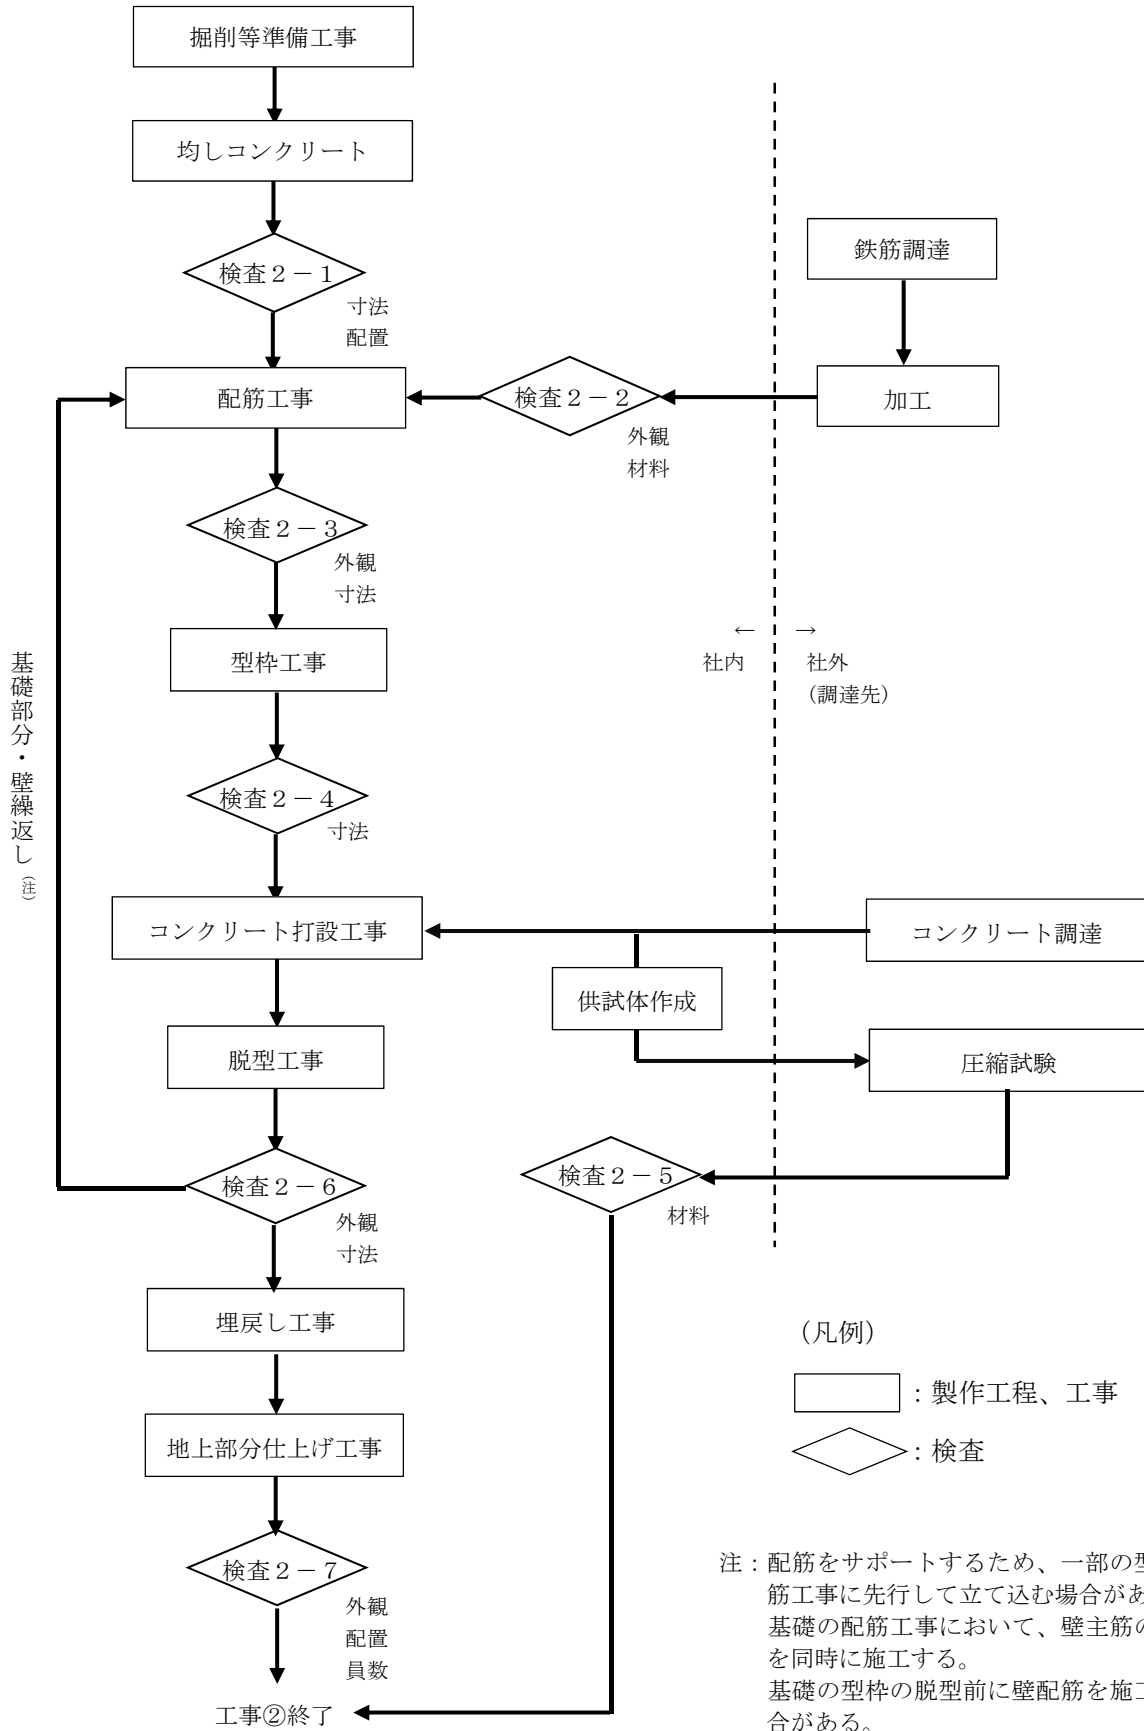 掘削等準備工事
均しコンクリート
検査２－１
寸法
配置
鉄筋調達
加工
検査２－２
外観
材料
配筋工事
検査２－３
外観
寸法
型枠工事
← →
社内 社外
（調達先）
基礎部分・壁繰返し（注）
検査２－４
寸法
コンクリート打設工事
コンクリート調達
供試体作成
脱型工事
圧縮試験
検査２－５
材料
検査２－６
外観
寸法
埋戻し工事
地上部分仕上げ工事
検査２－７
外観
配置
員数
工事②終了
（凡例）
：製作工程、工事
：検査
注：配筋をサポートするため、一部の型
筋工事に先行して立て込む場合があ
基礎の配筋工事において、壁主筋の
を同時に施工する。
基礎の型枠の脱型前に壁配筋を施工
合がある。